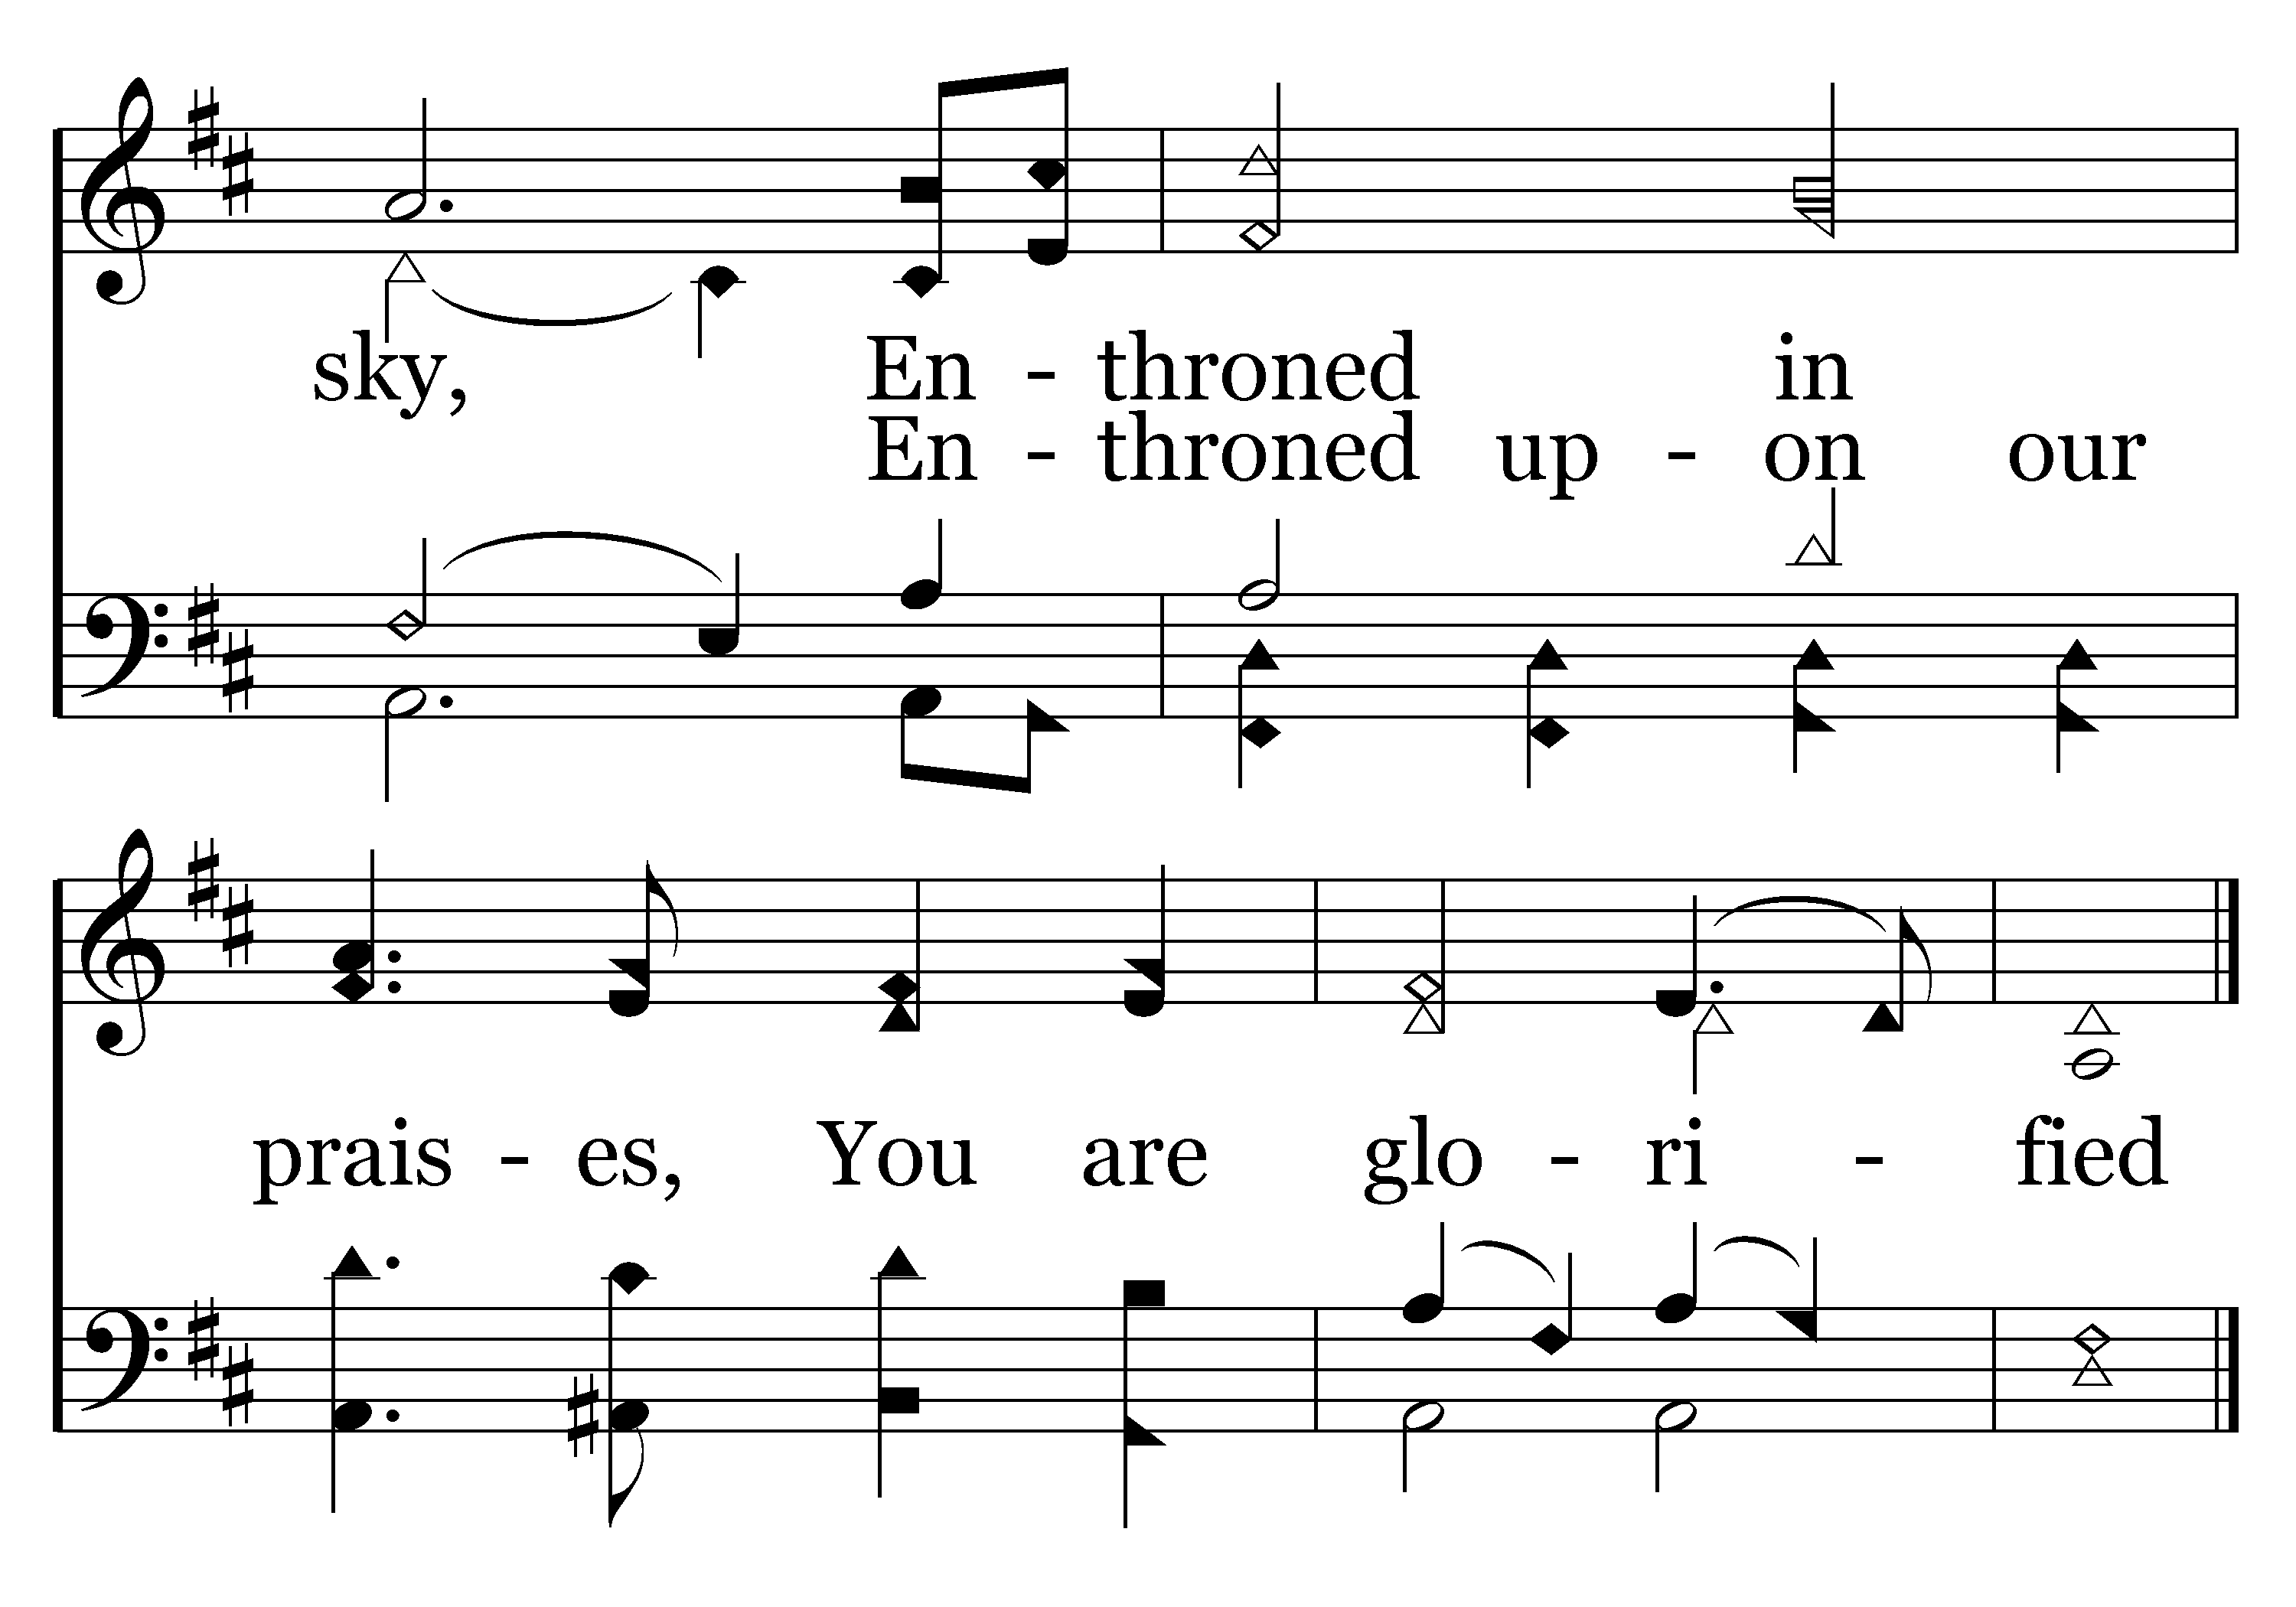 sky, En - throned in
En - throned up - on our
prais - es, You are glo - ri - fied